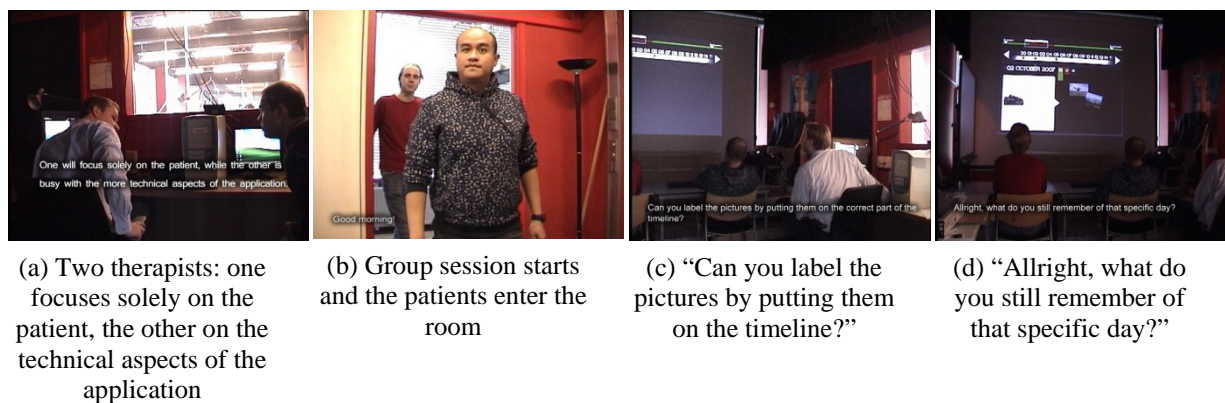 One will focus solely on the patient, while the other is
busy with the more technical aspects of the application.
Good morning!
Can you label the pictures by putting them on the correct part of the
timeline?
02 OCTOBER 2007
Allright, what do you still remember of that specific day?
(a) Two therapists: one
focuses solely on the
patient, the other on the
technical aspects of the
application
(b) Group session starts
and the patients enter the
room
(c) “Can you label the
pictures by putting them
on the timeline?”
(d) “Allright, what do
you still remember of
that specific day?”